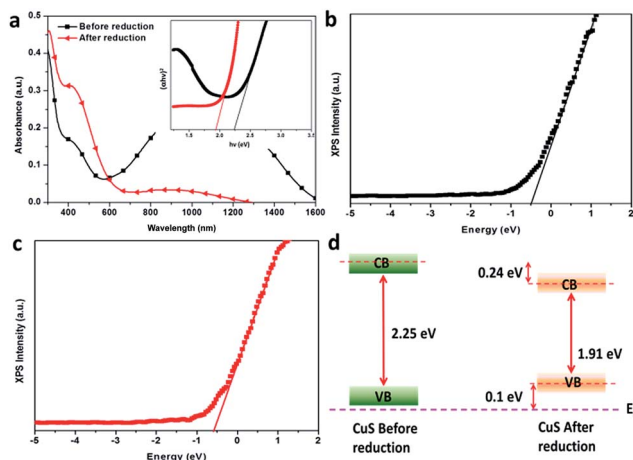 a
Before reduction
After reduction
Absorbance (a.u.)
0.5
0.4
0.3
0.2
0.1
0.0
400 600 800 1000 1200 1400 1600
Wavelength (nm)
(αhν)²
1.5 2.0 2.5 3.0 3.5
hν (eV)
b
XPS Intensity (a.u.)
-5 -4 -3 -2 -1 0 1 2
Energy (eV)
c
XPS Intensity (a.u.)
-5 -4 -3 -2 -1 0 1 2
Energy (eV)
d
CB
0.24 eV
CB
2.25 eV
1.91 eV
VB
VB
0.1 eV
E
CuS Before
reduction
CuS After
reduction